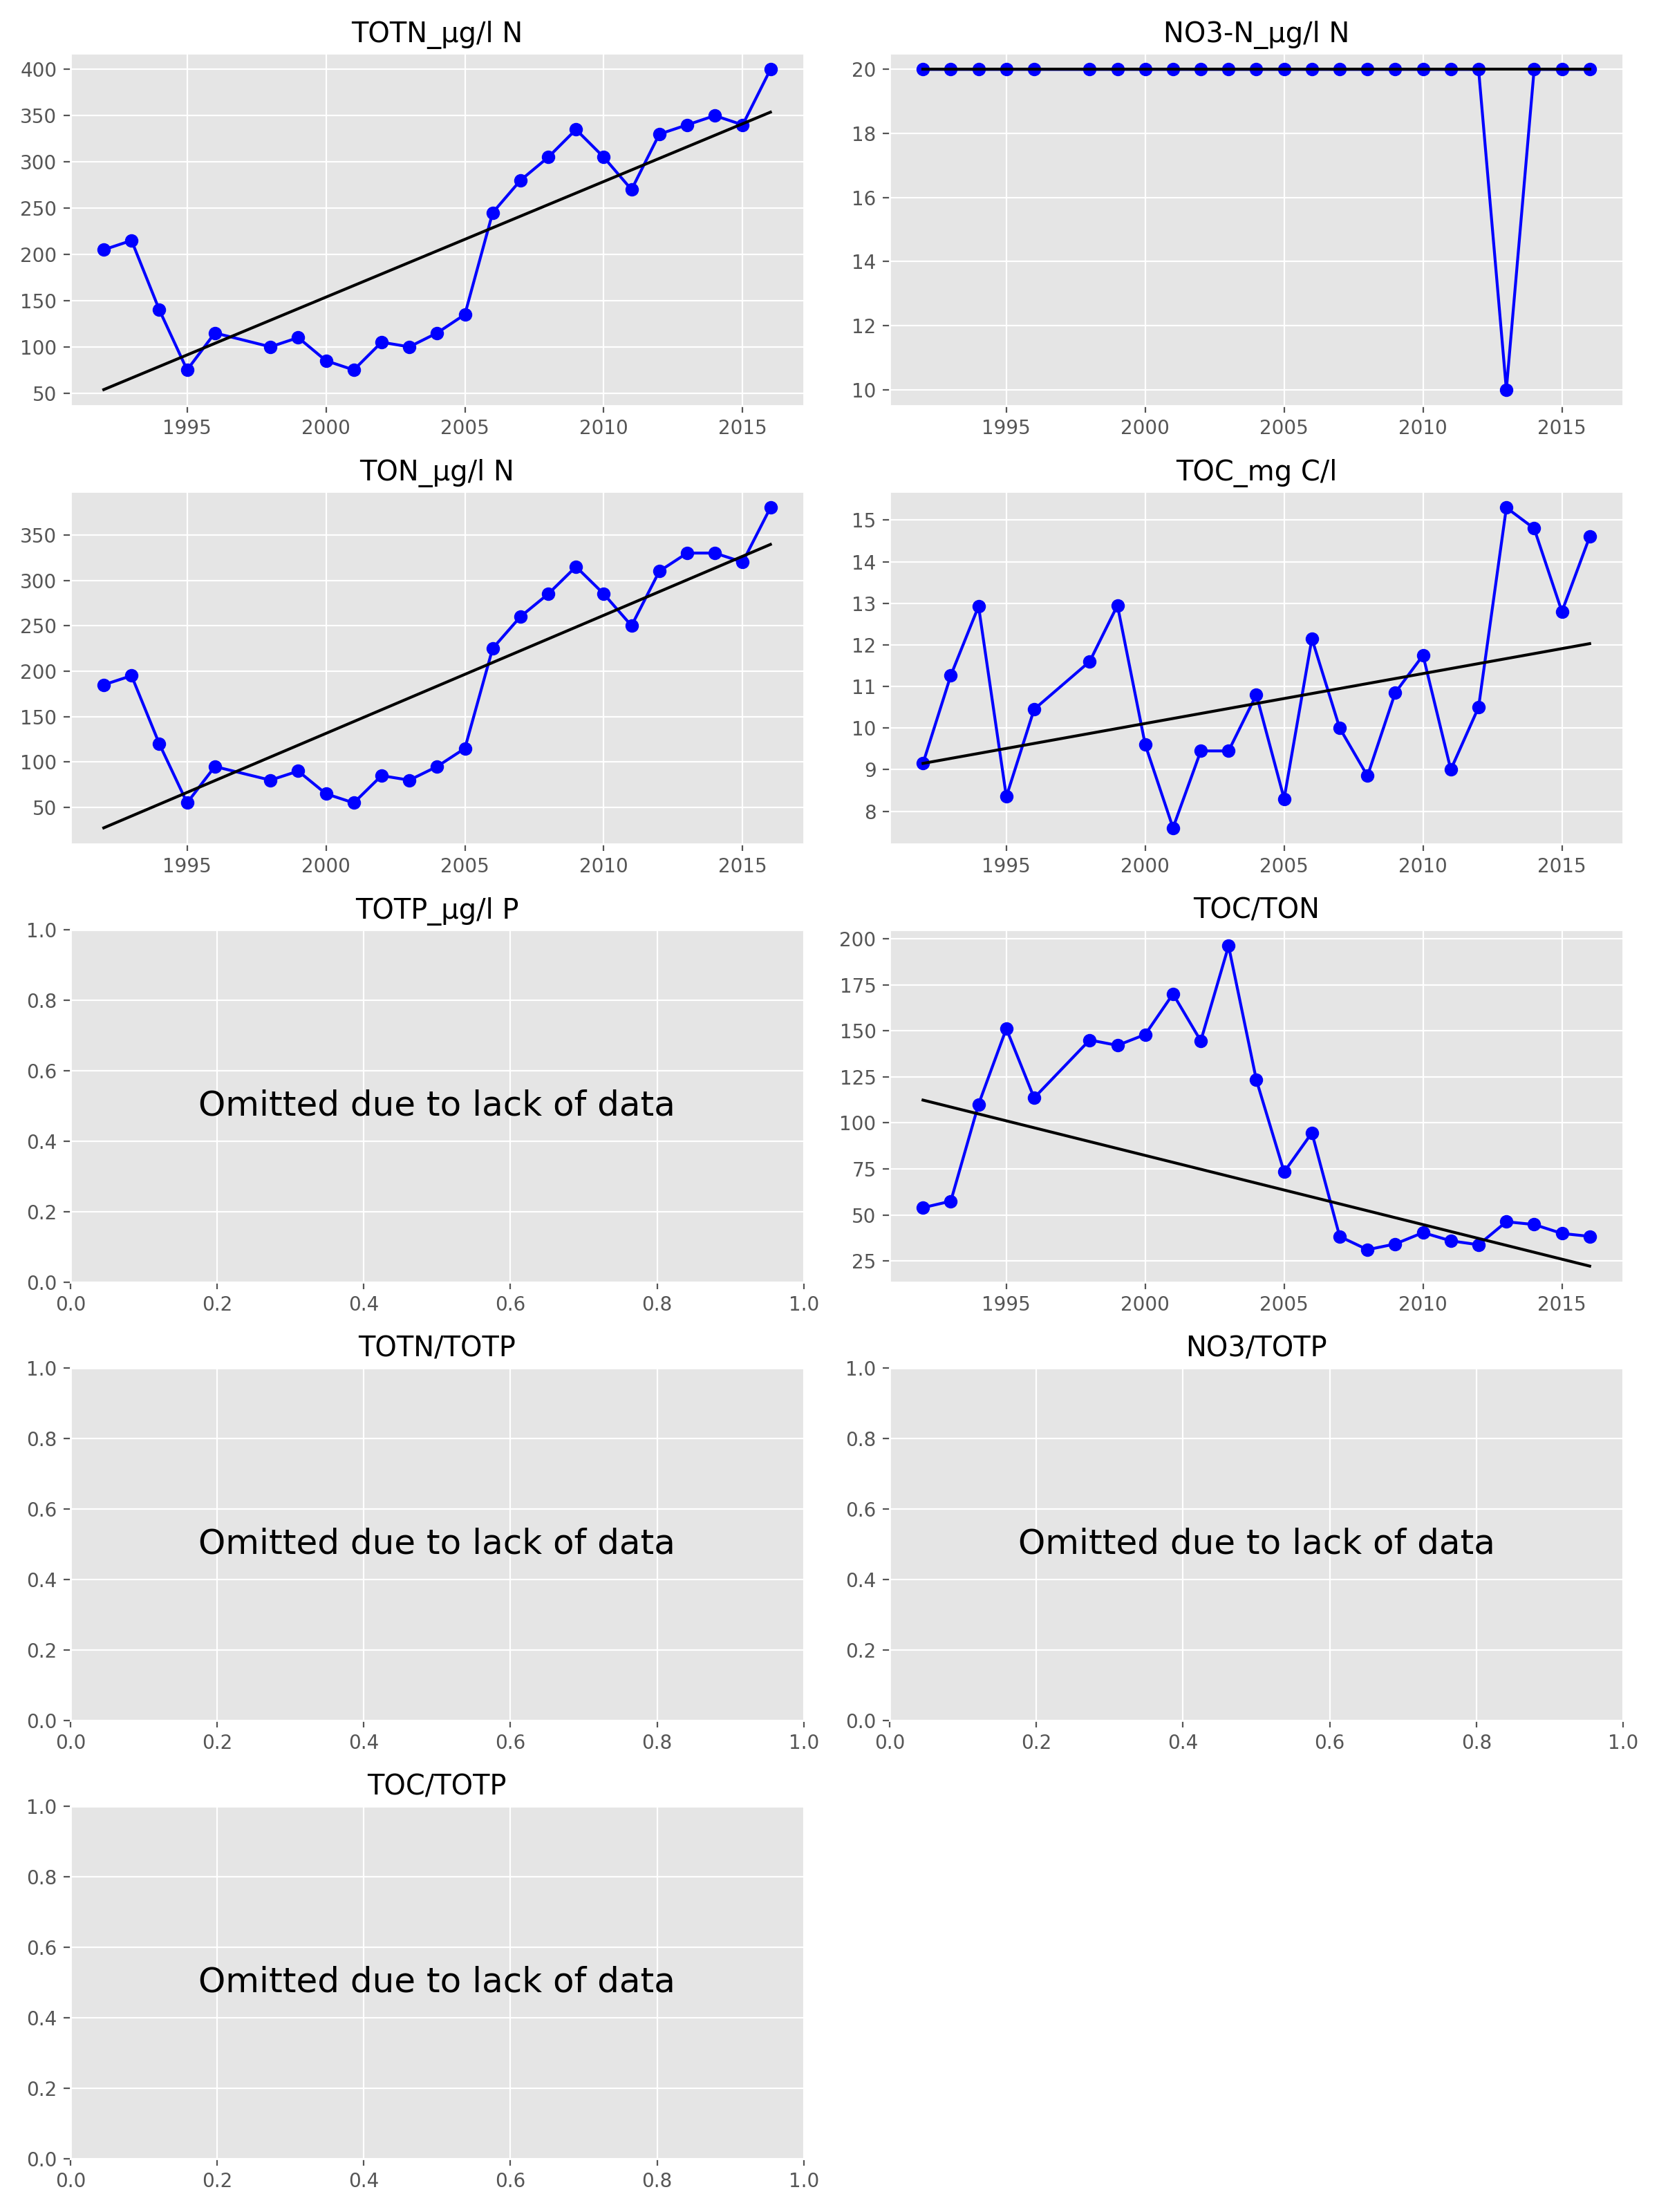 TOTN_µg/l N
400
350
300
250
200
150
100
50
1995 2000 2005 2010 2015
NO3-N_µg/l N
20
18
16
14
12
10
1995 2000 2005 2010 2015
TON_µg/l N
350
300
250
200
150
100
50
1995 2000 2005 2010 2015
TOC_mg C/l
15
14
13
12
11
10
9
8
1995 2000 2005 2010 2015
TOTP_µg/l P
1.0
0.8
0.6
Omitted due to lack of data
0.4
0.2
0.0
0.0 0.2 0.4 0.6 0.8 1.0
TOC/TON
200
175
150
125
100
75
50
25
1995 2000 2005 2010 2015
TOTN/TOTP
1.0
0.8
0.6
Omitted due to lack of data
0.4
0.2
0.0
0.0 0.2 0.4 0.6 0.8 1.0
NO3/TOTP
1.0
0.8
0.6
Omitted due to lack of data
0.4
0.2
0.0
0.0 0.2 0.4 0.6 0.8 1.0
TOC/TOTP
1.0
0.8
0.6
Omitted due to lack of data
0.4
0.2
0.0
0.0 0.2 0.4 0.6 0.8 1.0